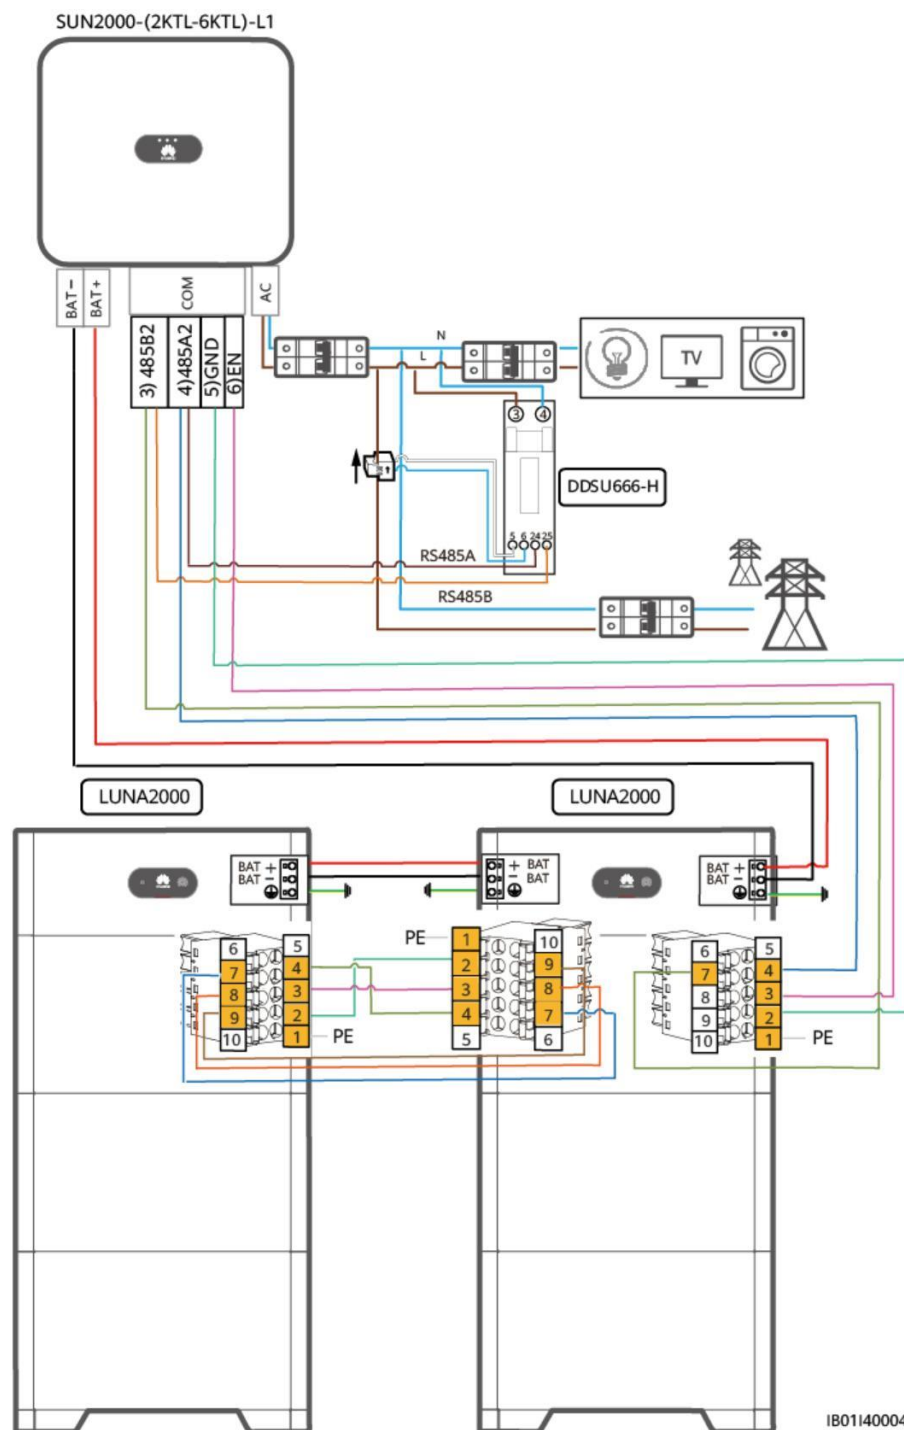 SUN2000-(2KTL-6KTL)-L1
BAT−
BAT+
COM
AC
3) 485B2
4)485A2
5)GND
6)EN
N
L
TV
3
4
DDSU666-H
5 6 24 25
RS485A
RS485B
LUNA2000
LUNA2000
BAT +
BAT −
+ BAT
− BAT
BAT +
BAT −
6
7
8
9
10
5
4
3
2
1
PE
PE
1
2
3
4
5
10
9
8
7
6
6
7
8
9
10
5
4
3
2
1
PE
IB01I40004